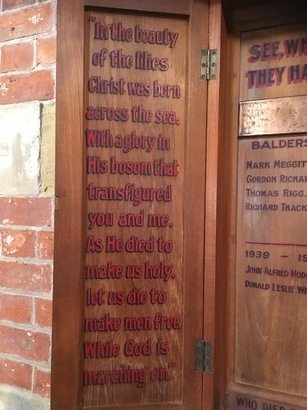 "In the beauty
of the lilies
Christ was born
across the sea.
With a glory in
His bosom that
transfigured
you and me.
As He died to
make us holy,
let us die to
make men free.
While God is
marching on."
SEE, 
THEY
BALDERS
MARK MEGGIT
GORDON RICHAR
THOMAS RIGG.
RICHARD THACK
1939 – 19
JOHN ALFRED HOD
DONALD LESLIE WE
WHO DIED